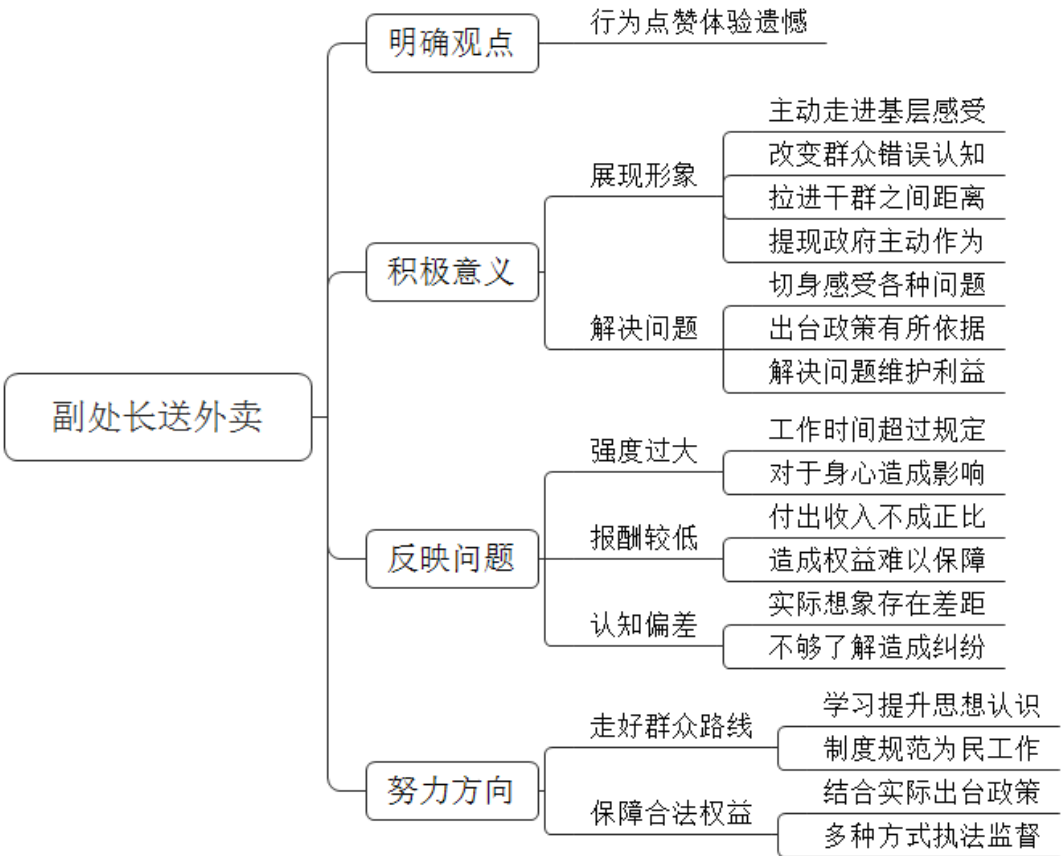 副处长送外卖
明确观点
行为点赞体验遗憾
积极意义
展现形象
主动走进基层感受
改变群众错误认知
拉进干群之间距离
提现政府主动作为
解决问题
切身感受各种问题
出台政策有所依据
解决问题维护利益
反映问题
强度过大
工作时间超过规定
对于身心造成影响
报酬较低
付出收入不成正比
造成权益难以保障
认知偏差
实际想象存在差距
不够了解造成纠纷
努力方向
走好群众路线
学习提升思想认识
制度规范为民工作
保障合法权益
结合实际出台政策
多种方式执法监督